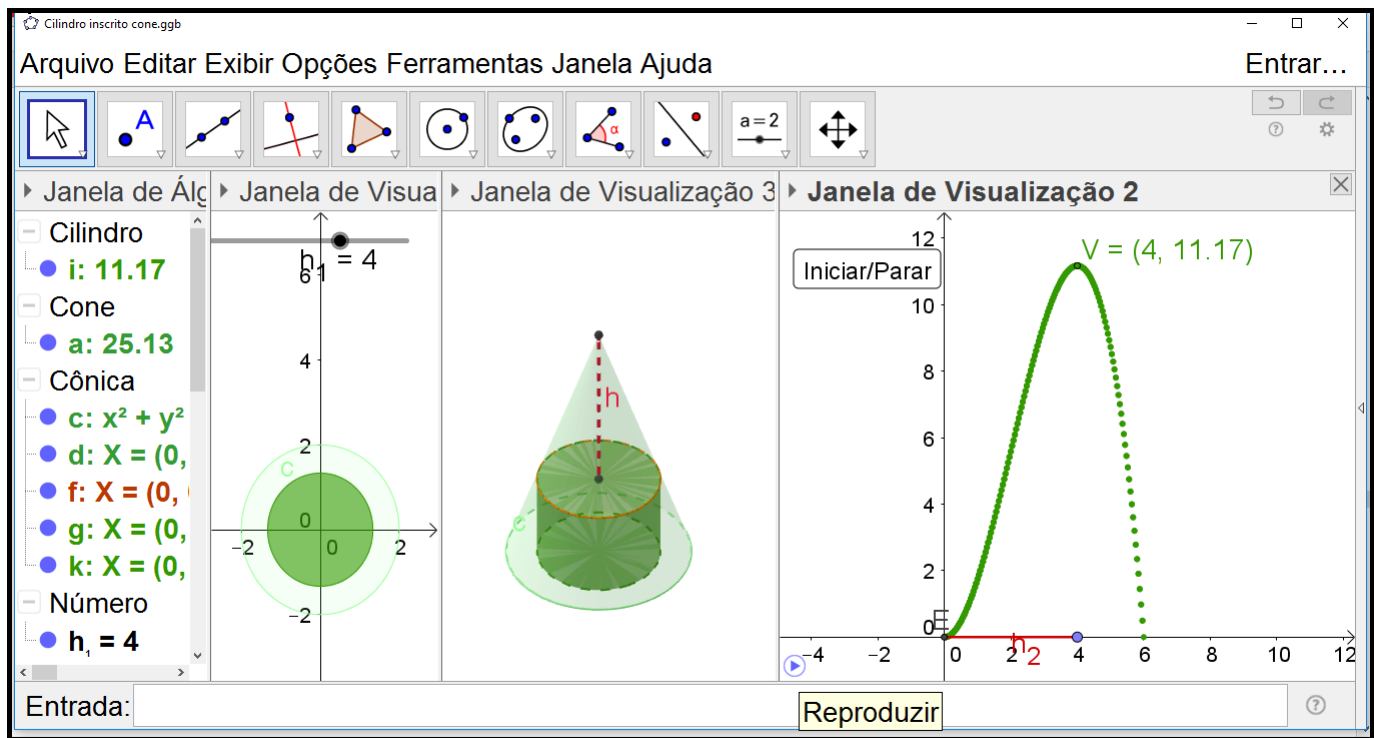 Cilindro inscrito cone.ggb
Arquivo Editar Exibir Opções Ferramentas Janela Ajuda
Entrar...
A
α
a=2
Janela de Álg
Janela de Visua
Janela de Visualização 3
Janela de Visualização 2
Cilindro
i: 11.17
Cone
a: 25.13
Cônica
c: x² + y²
d: X = (0,
f: X = (0,
g: X = (0,
k: X = (0,
Número
h₁ = 4
h₁ = 4
6
4
2
0
-2
-2
0
2
c
h
e
Iniciar/Parar
V = (4, 11.17)
12
10
8
6
4
2
0
E
h₂
-4
-2
0
2
4
6
8
10
12
Entrada:
Reproduzir